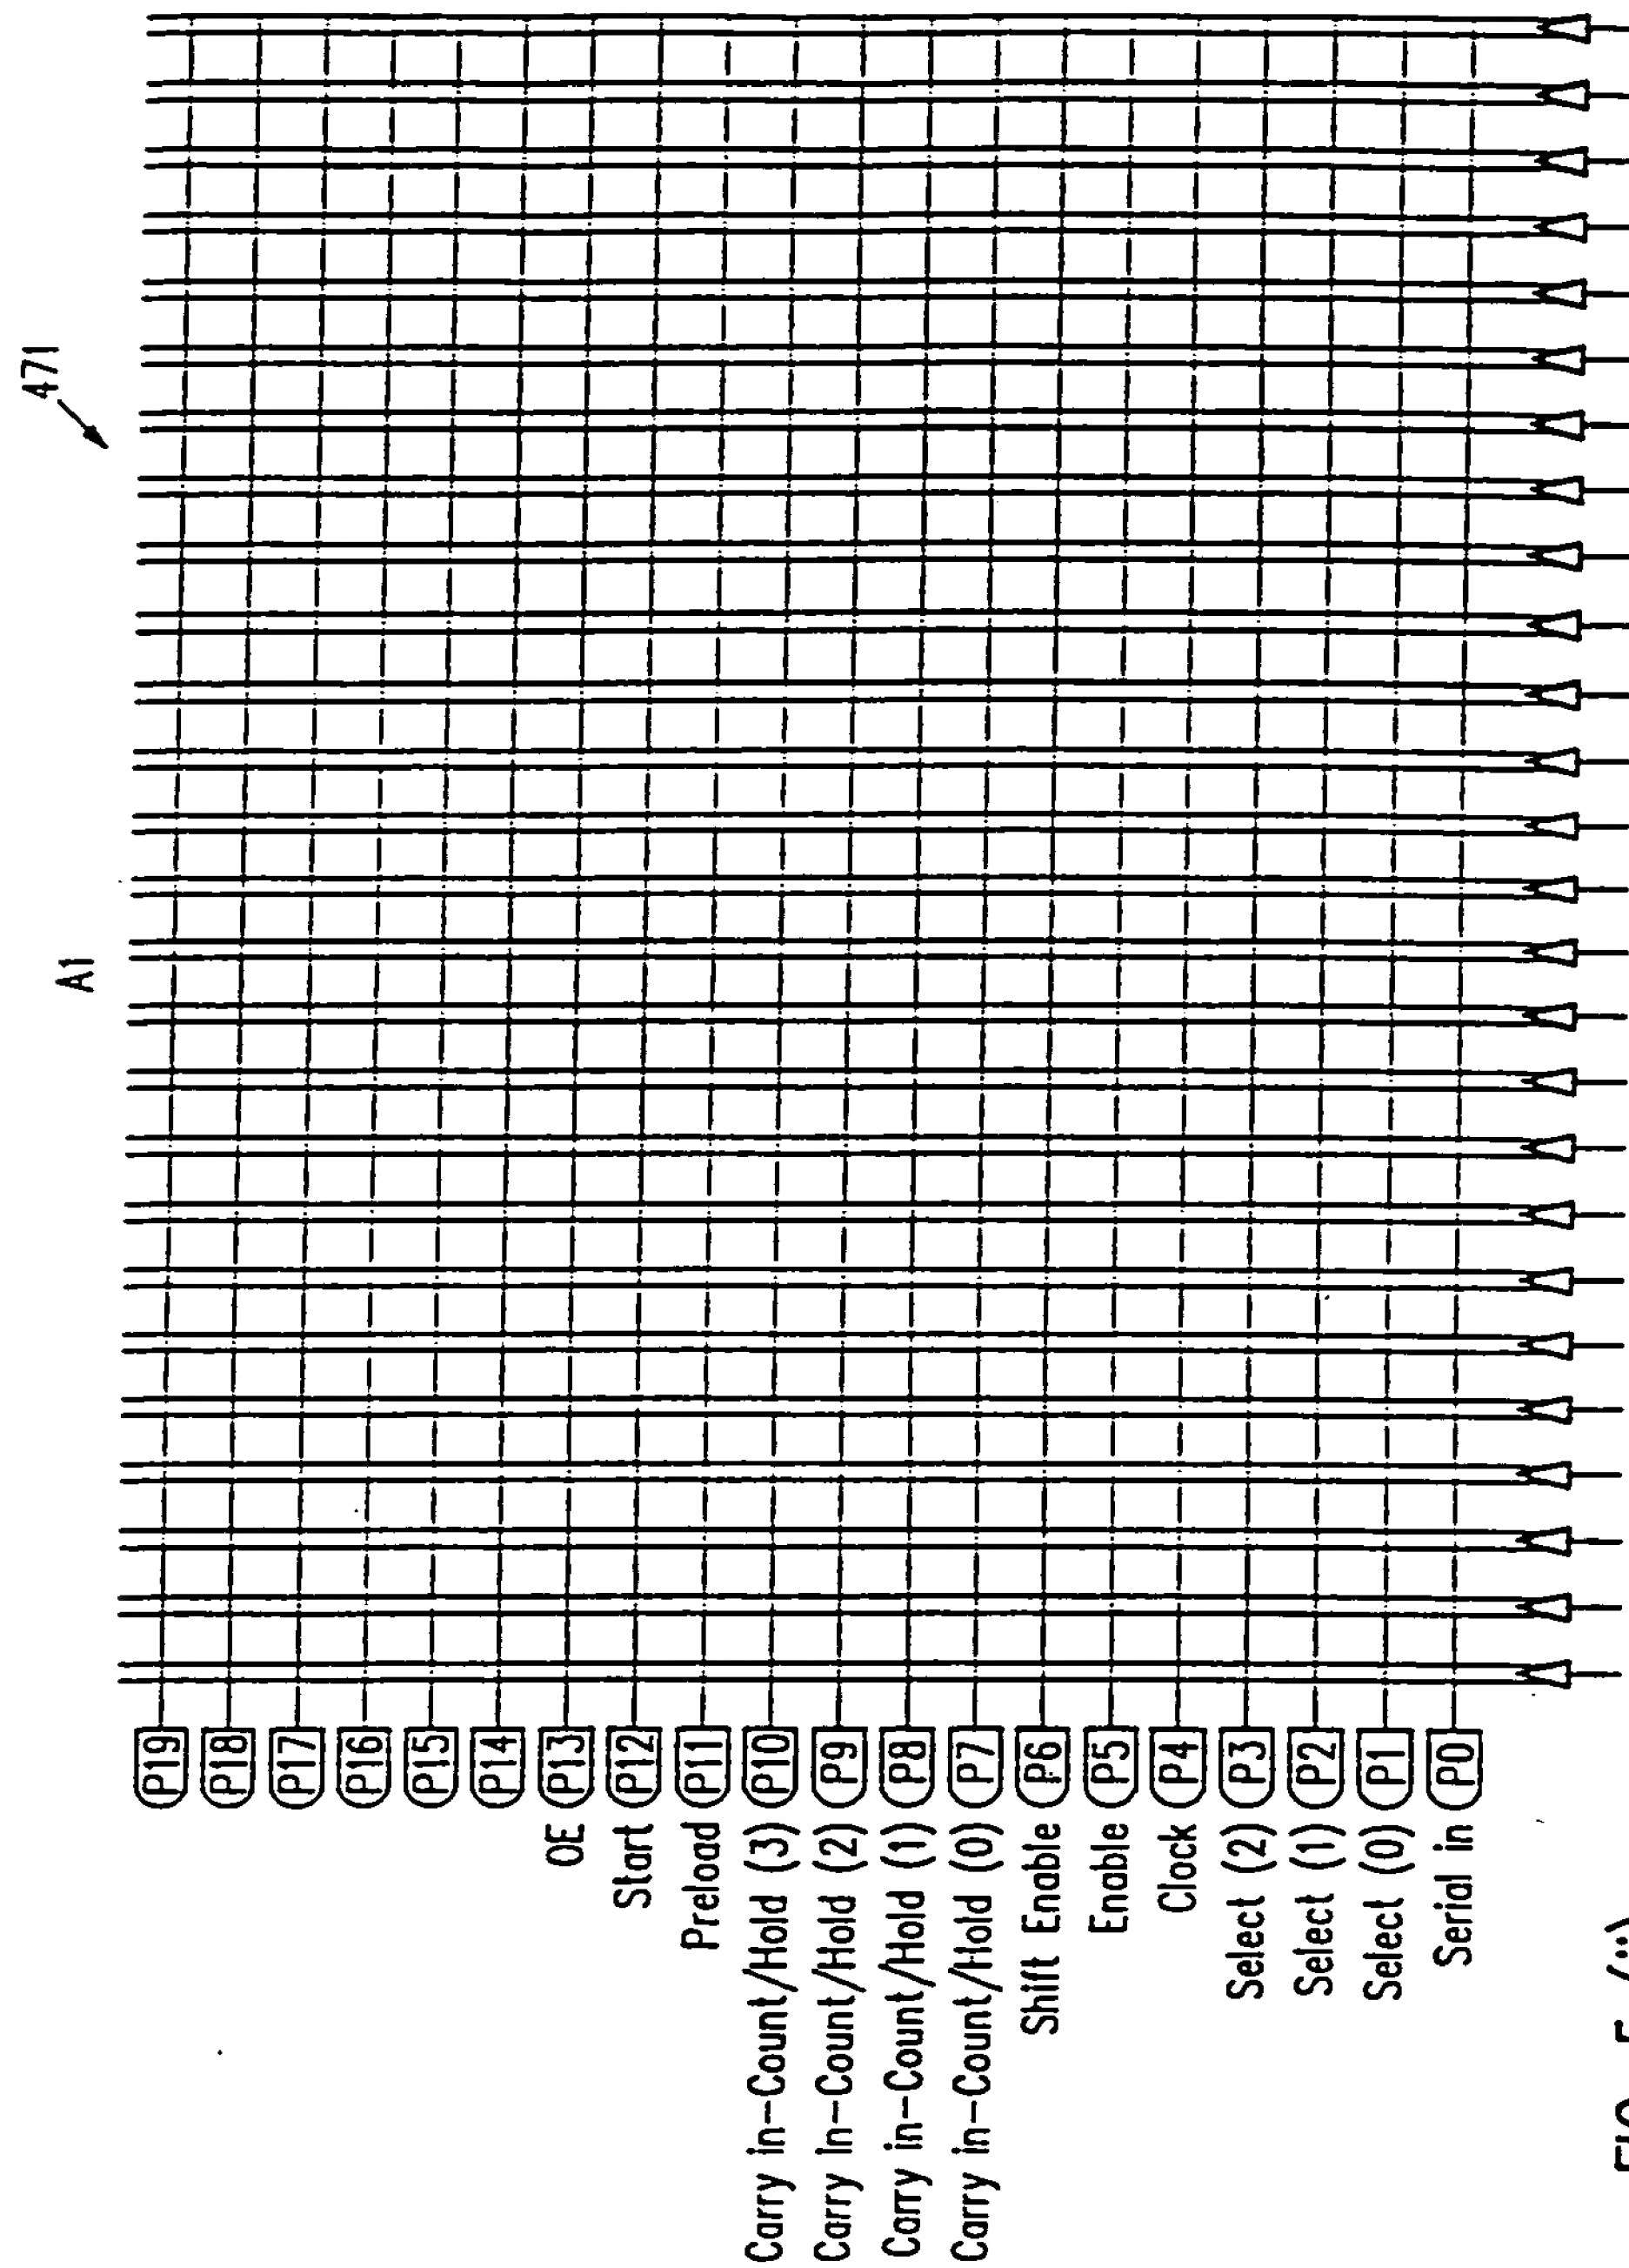 471
A1
P19
P18
P17
P16
P15
P14
OE P13
Start P12
Preload P11
Carry in-Count/Hold (3) P10
Carry in-Count/Hold (2) P9
Carry in-Count/Hold (1) P8
Carry in-Count/Hold (0) P7
Shift Enable P6
Enable P5
Clock P4
Select (2) P3
Select (1) P2
Select (0) P1
Serial in P0